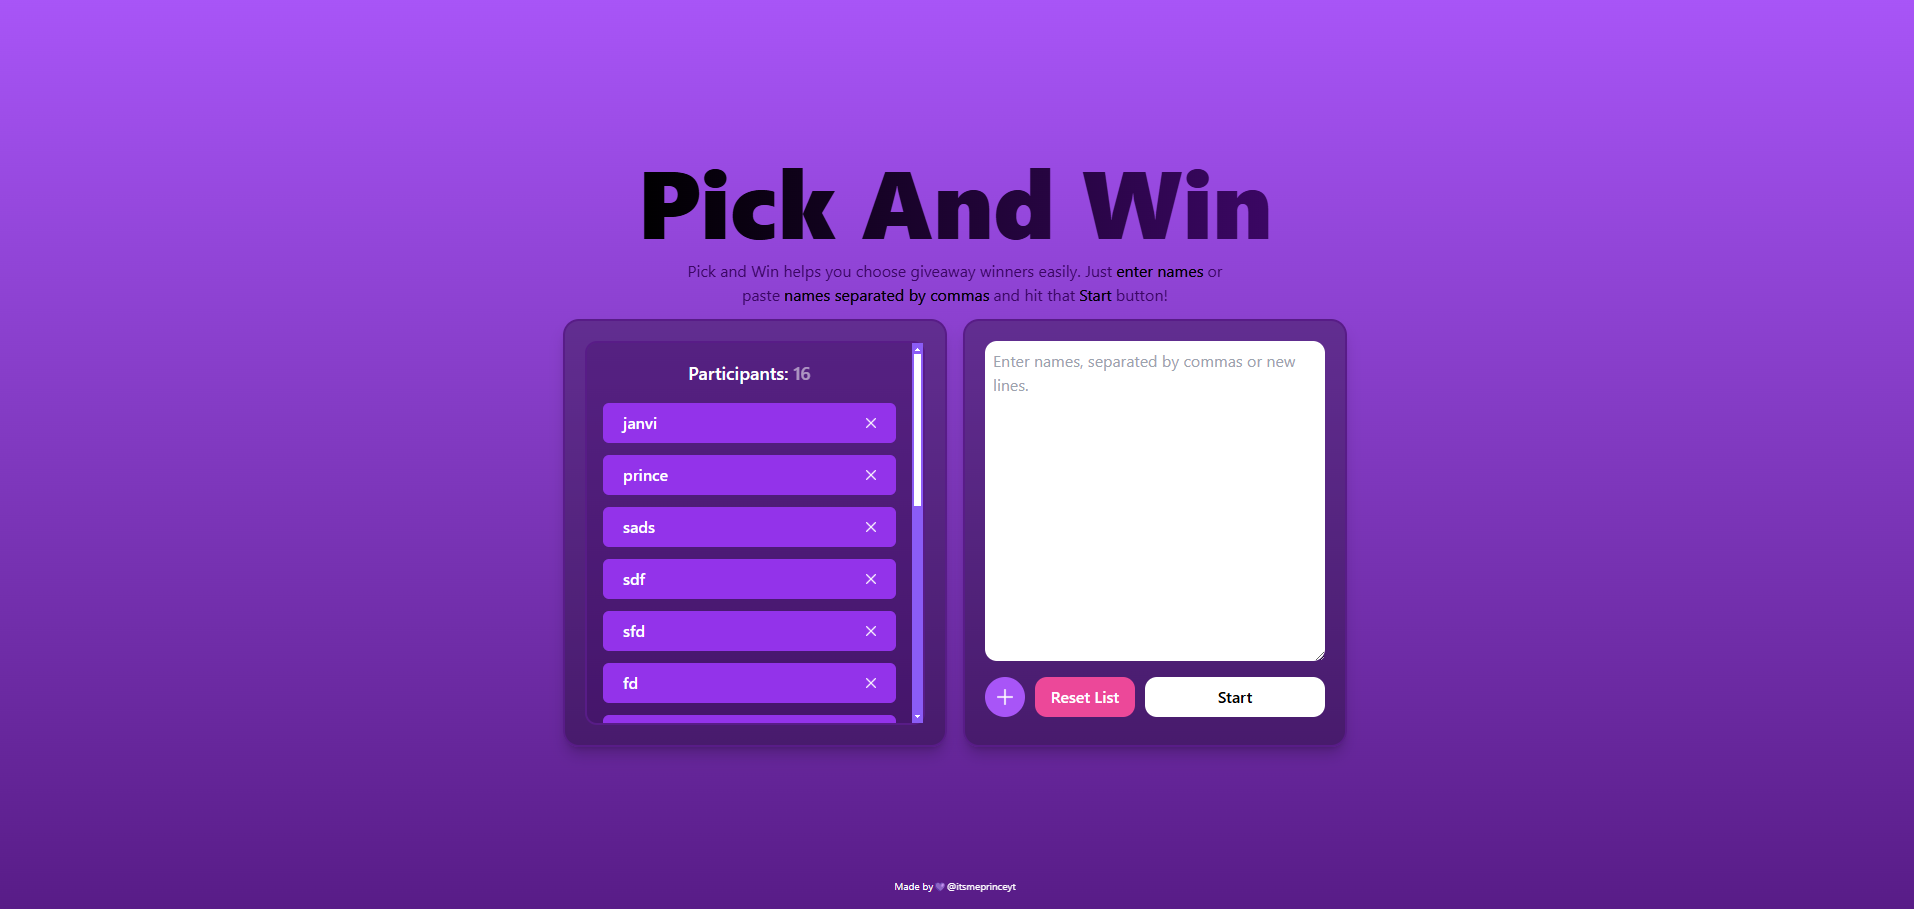 Pick And Win
Pick and Win helps you choose giveaway winners easily. Just enter names or
paste names separated by commas and hit that Start button!
Participants: 16
janvi
prince
sads
sdf
sfd
fd
Enter names, separated by commas or new
lines.
Reset List
Start
Made by 💜 @itsmeprinceyt